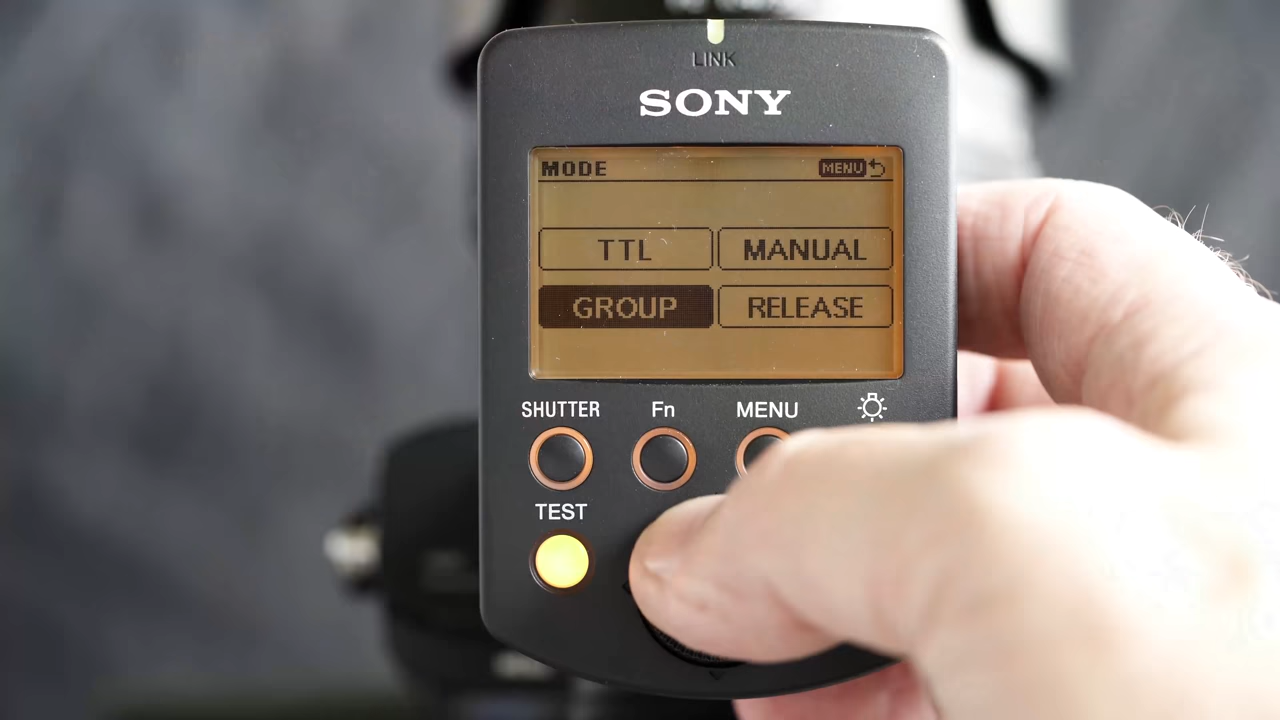 LINK
SONY
MODE MENU
TTL MANUAL
GROUP RELEASE
SHUTTER Fn MENU
TEST